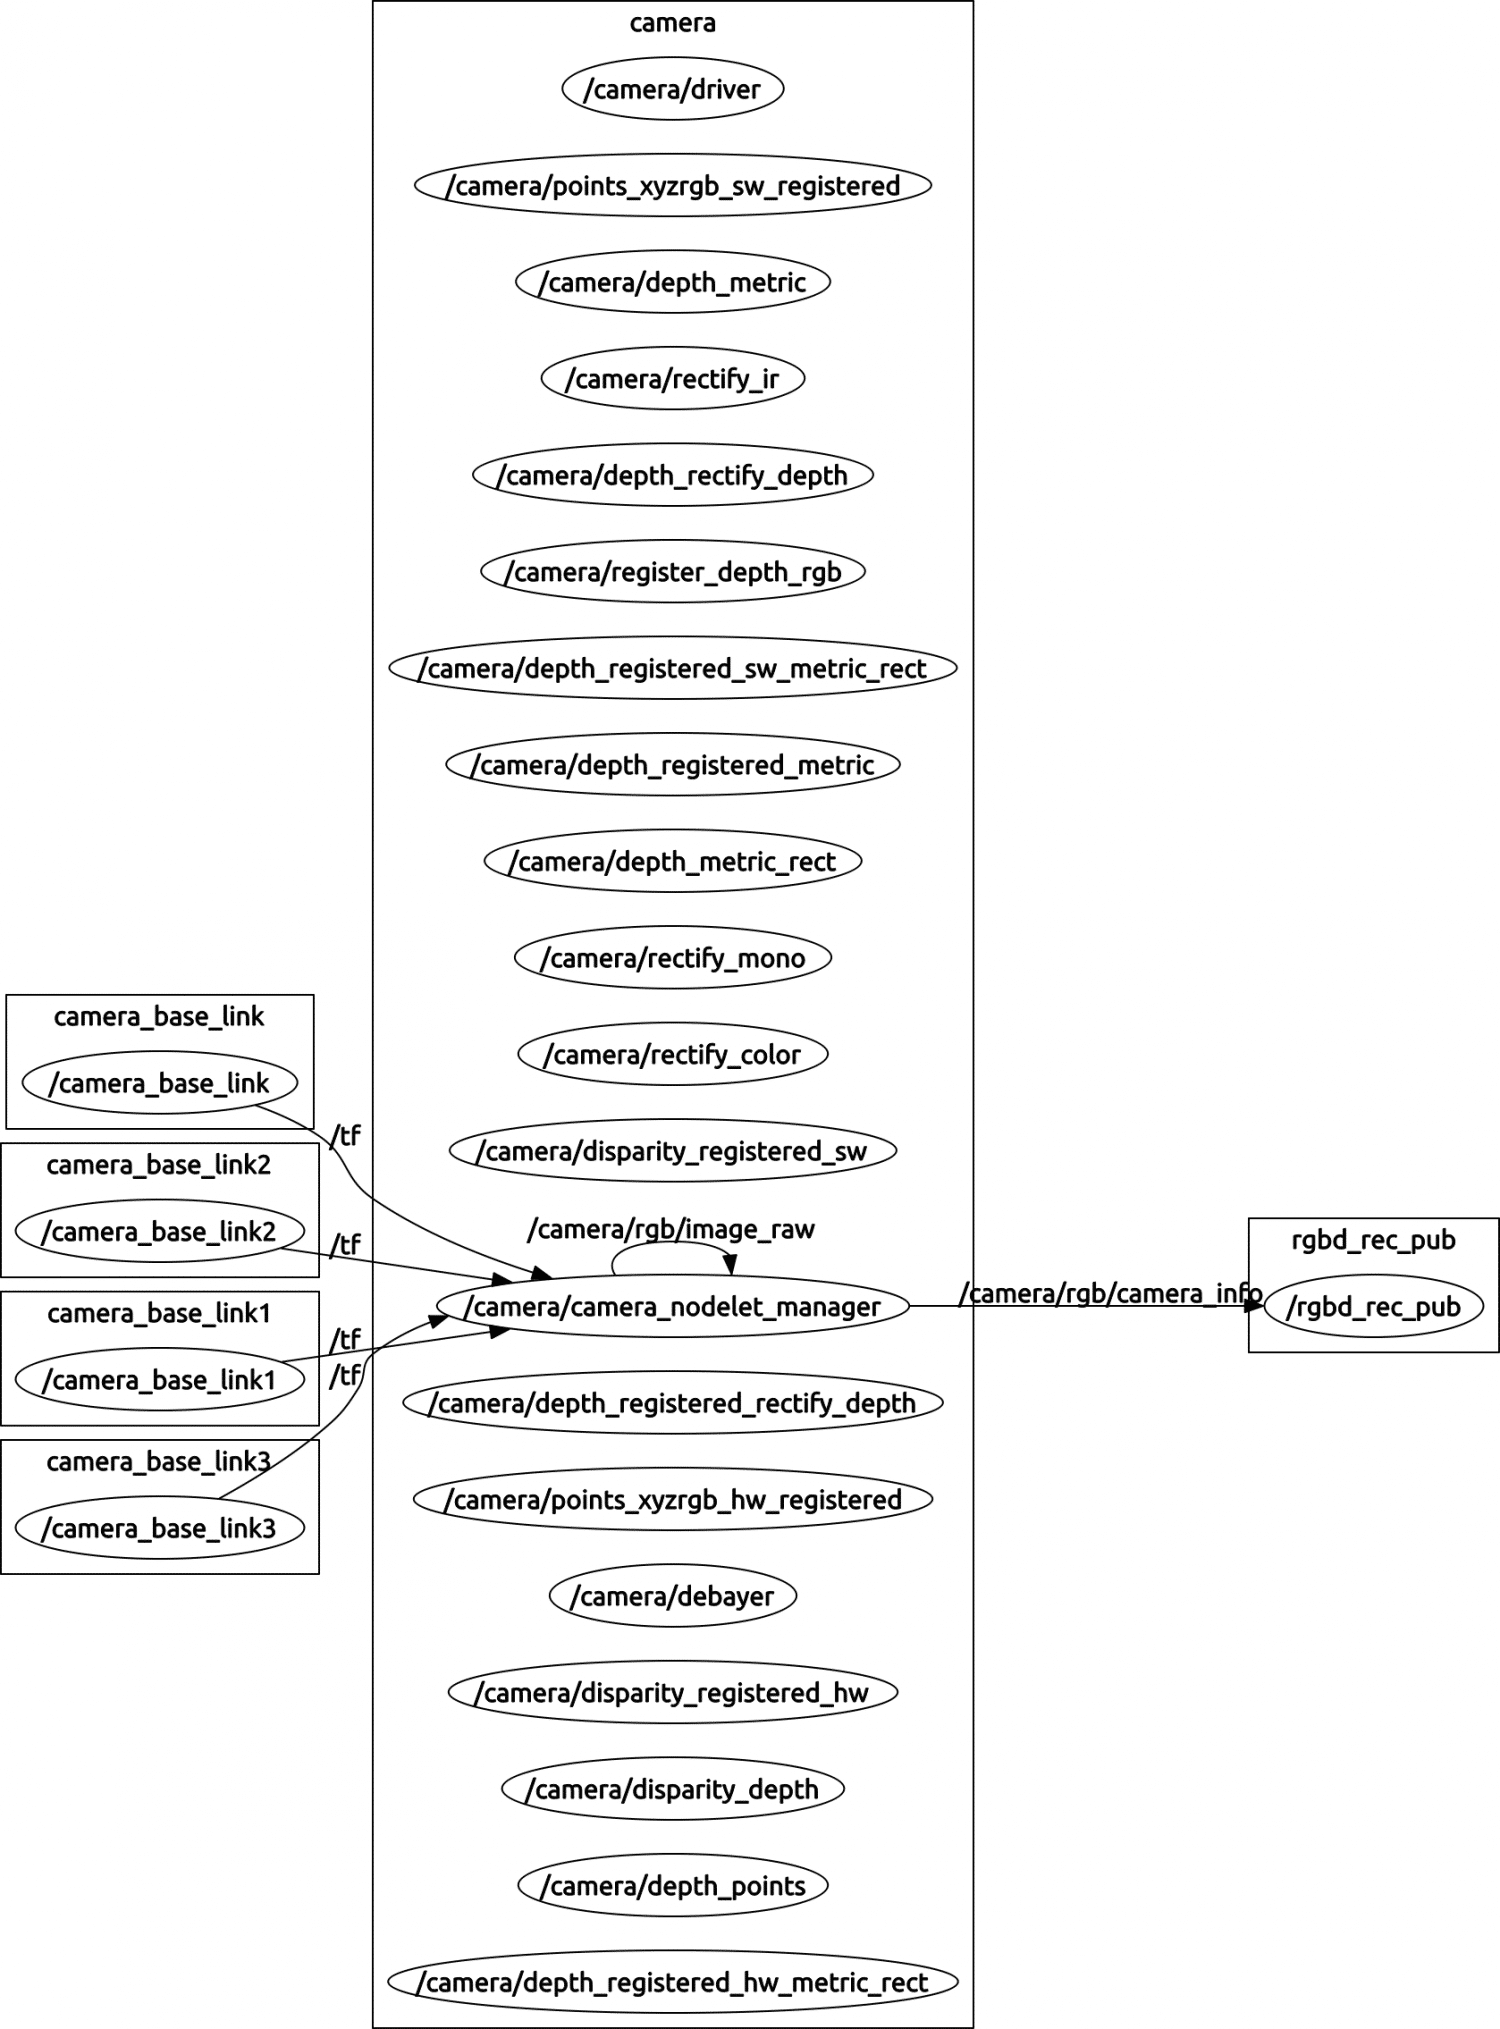 camera
/camera/driver
/camera/points_xyzrgb_sw_registered
/camera/depth_metric
/camera/rectify_ir
/camera/depth_rectify_depth
/camera/register_depth_rgb
/camera/depth_registered_sw_metric_rect
/camera/depth_registered_metric
/camera/depth_metric_rect
/camera/rectify_mono
camera_base_link
/camera/rectify_color
/camera_base_link
/tf
/camera/disparity_registered_sw
camera_base_link2
/camera_base_link2
/tf
/camera/rgb/image_raw
rgbd_rec_pub
/camera/rgb/camera_info
/camera/camera_nodelet_manager
/rgbd_rec_pub
camera_base_link1
/tf
/camera_base_link1
/tf
/camera/depth_registered_rectify_depth
camera_base_link3
/camera/points_xyzrgb_hw_registered
/camera_base_link3
/camera/debayer
/camera/disparity_registered_hw
/camera/disparity_depth
/camera/depth_points
/camera/depth_registered_hw_metric_rect